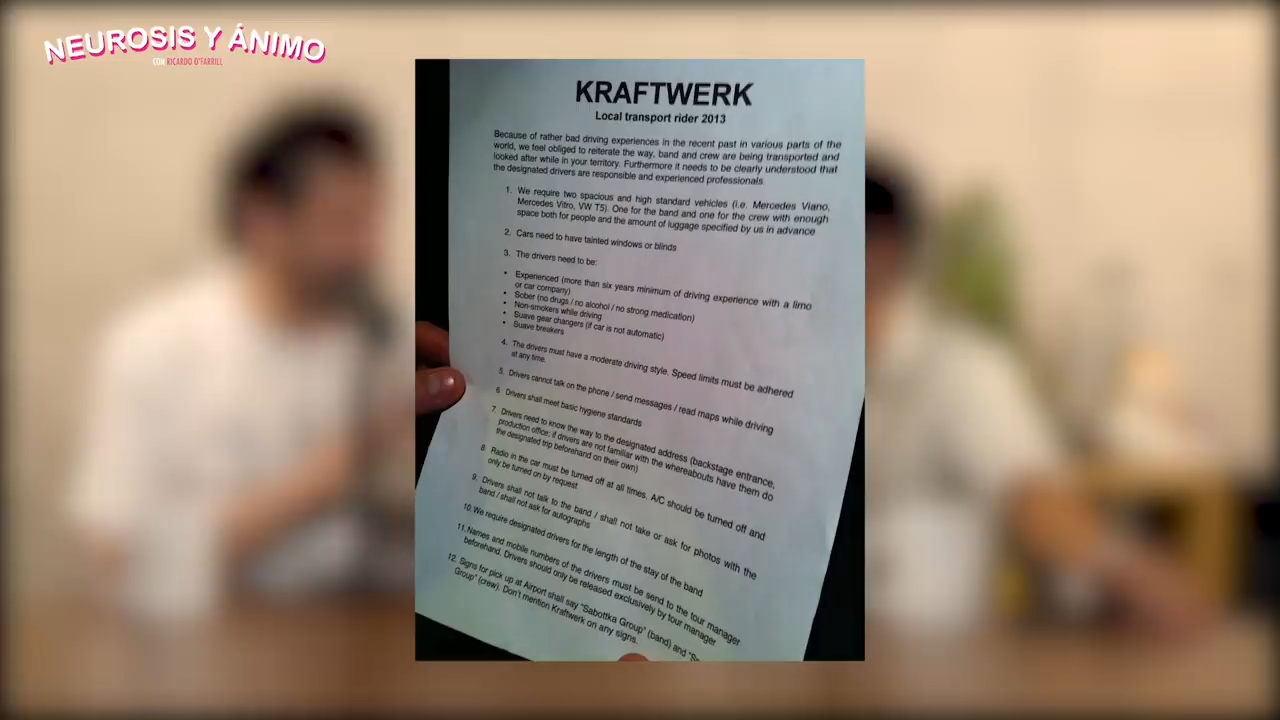 NEUROSIS Y ÁNIMO
CON RICARDO O'FARRILL
KRAFTWERK
Local transport rider 2013
Because of rather bad driving experiences in the recent past in various parts of the
world, we feel obliged to reiterate the way, band and crew are being transported and
looked after while in your territory. Furthermore it needs to be clearly understood that
the designated drivers are responsible and experienced professionals.
1. We require two spacious and high standard vehicles (i.e. Mercedes Viano,
Mercedes Vitro, VW T5). One for the band and one for the crew with enough
space both for people and the amount of luggage specified by us in advance
2. Cars need to have tainted windows or blinds
3. The drivers need to be:
• Experienced (more than six years minimum of driving experience with a limo
or car company)
• Sober (no drugs / no alcohol / no strong medication)
• Non-smokers while driving
• Suave gear changers (if car is not automatic)
• Suave breakers
4. The drivers must have a moderate driving style. Speed limits must be adhered
at any time.
5. Drivers cannot talk on the phone / send messages / read maps while driving
6. Drivers shall meet basic hygiene standards
7. Drivers need to know the way to the designated address (backstage entrance,
production office; if drivers are not familiar with the whereabouts have them do
the designated trip beforehand on their own)
8. Radio in the car must be turned off at all times. A/C should be turned off and
only be turned on by request
9. Drivers shall not talk to the band / shall not take or ask for photos with the
band / shall not ask for autographs
10. We require designated drivers for the length of the stay of the band
11. Names and mobile numbers of the drivers must be send to the tour manager
beforehand. Drivers should only be released exclusively by tour manager
12. Signs for pick up at Airport shall say "Sabottka Group" (band) and
Group" (crew). Don't mention Kraftwerk on any signs.